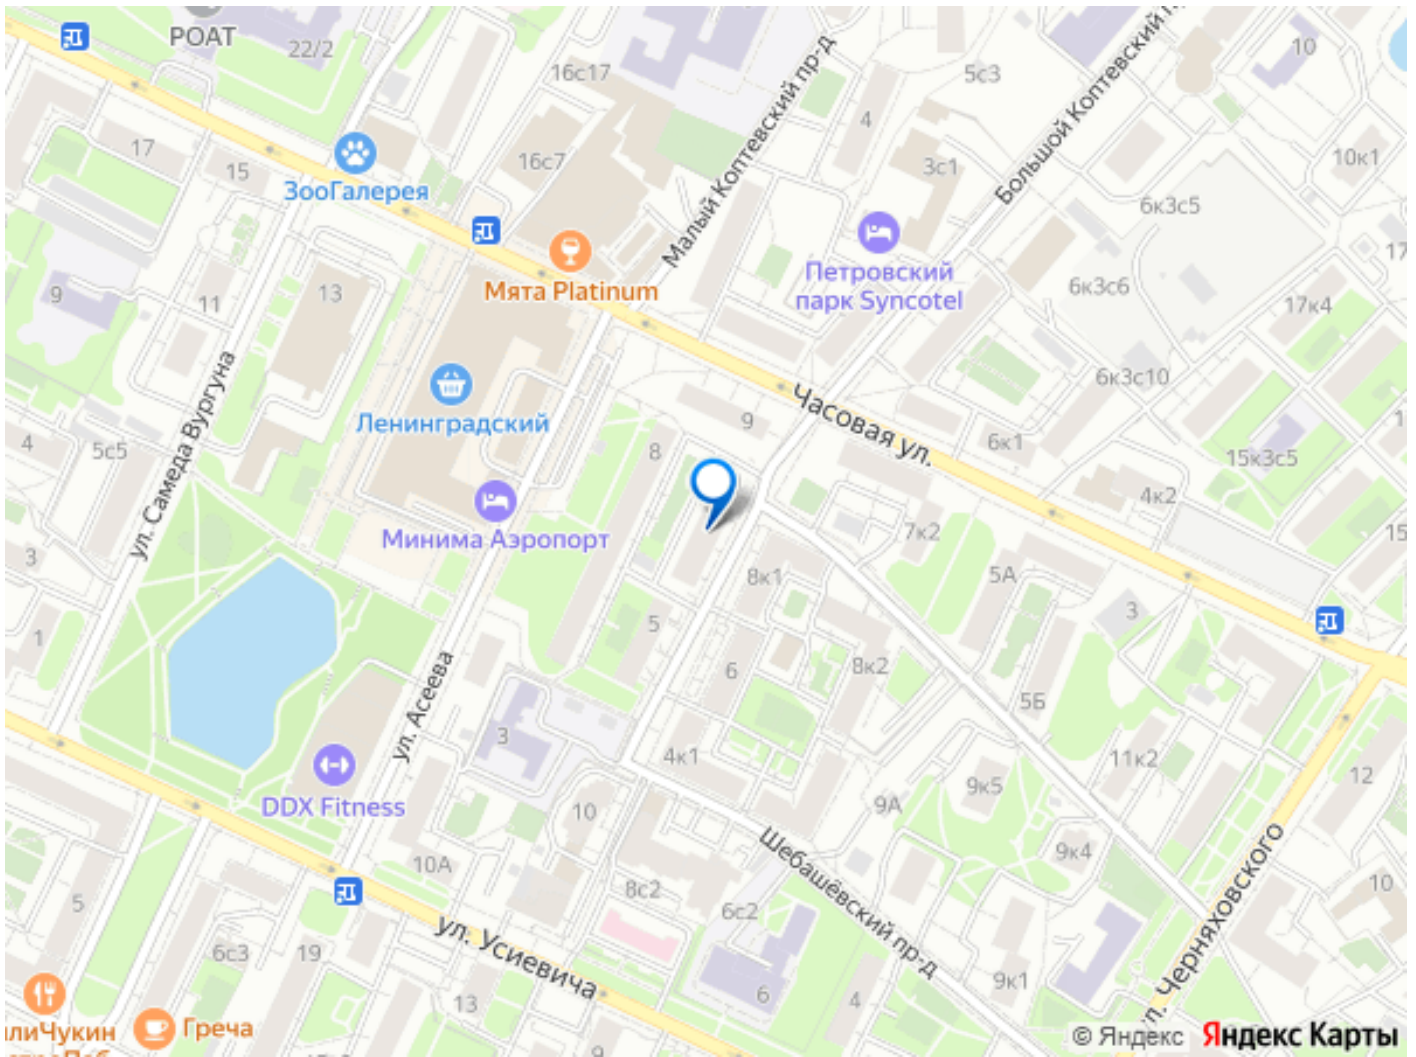 РОАТ
22/2
16с17
5с3
10
Малый Коптевский пр-д
Большой Коптевский п
4
17
15
ЗооГалерея
16с7
3с1
10к1
6к3с5
Мята Platinum
Петровский
парк Syncotel
6к3с6
17
17к4
9
11
13
6к3с10
Ленинградский
9
Часовая ул.
6к1
15к3с5
4
5с5
ул. Самеда Вургуна
8
4к2
Минима Аэропорт
7к2
15
3
8к1
5А
3
1
5
6
8к2
5Б
ул. Асеева
3
4к1
11к2
12
DDX Fitness
10
9А
9к5
Шебашёвский пр-д
9к4
10А
8с2
6с2
10
5
ул. Усиевича
ул. Черняховского
6с3
19
13
6
4
9к1
лиЧукин
Греча
9
© Яндекс
Яндекс Карты